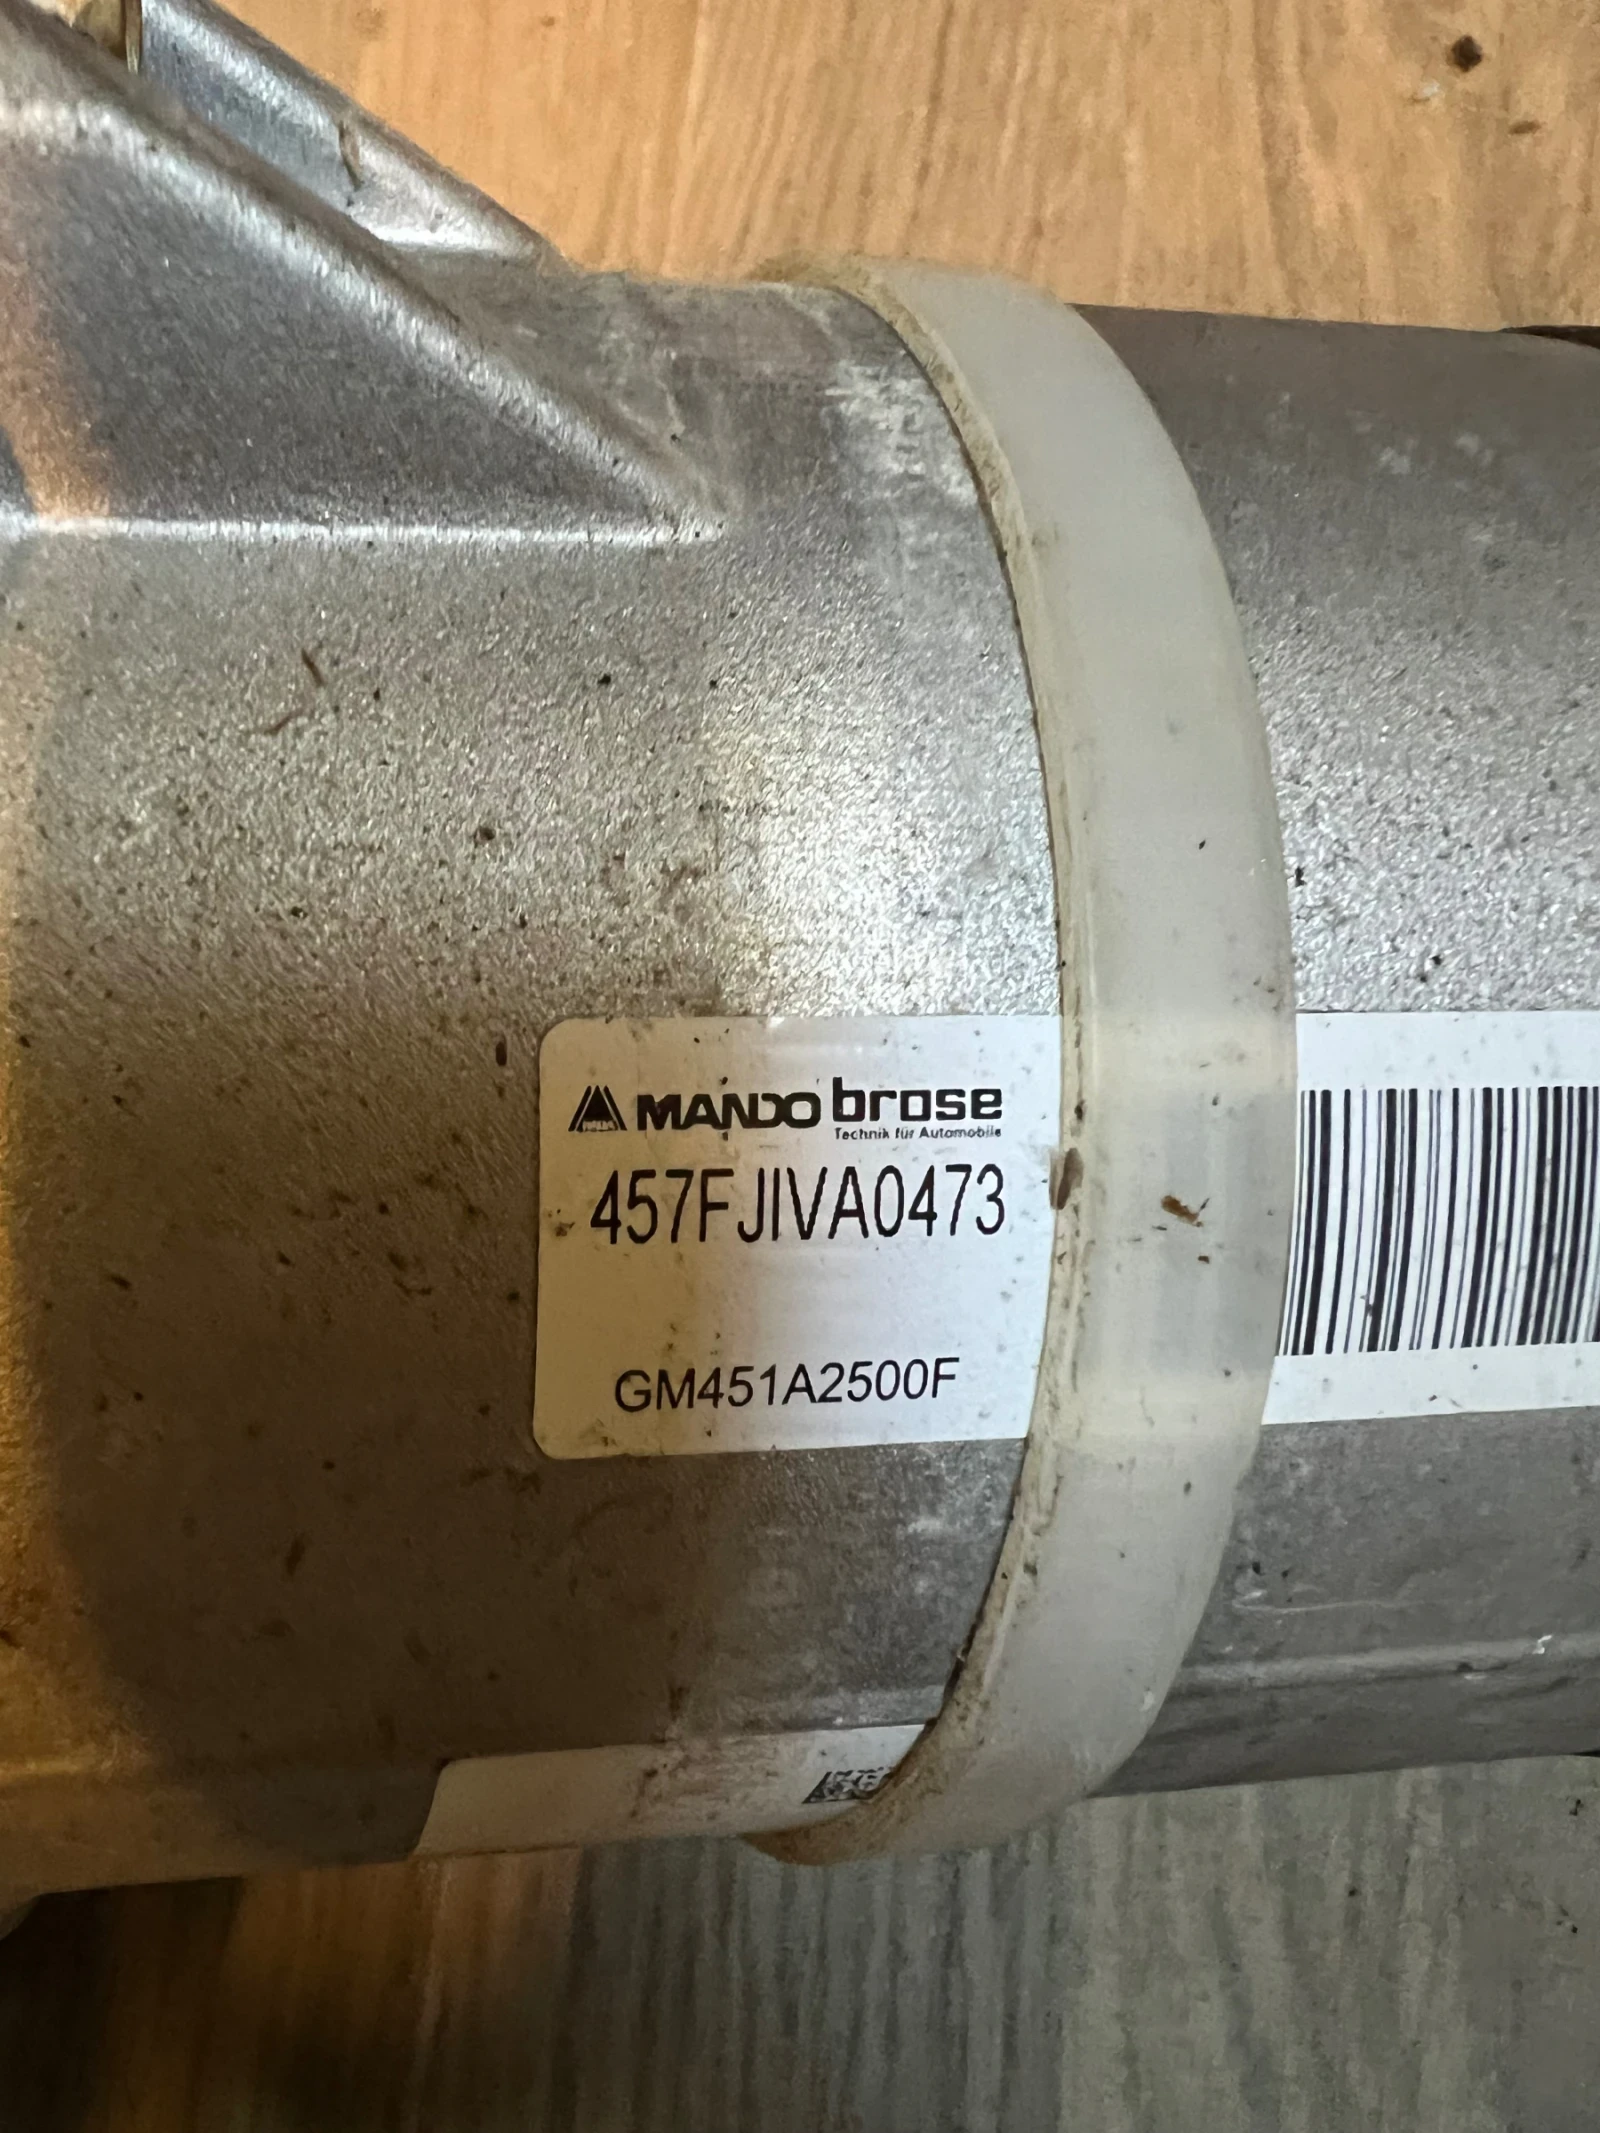 MANDO brose
Technik für Automobile
457FJIVA0473
GM451A2500F